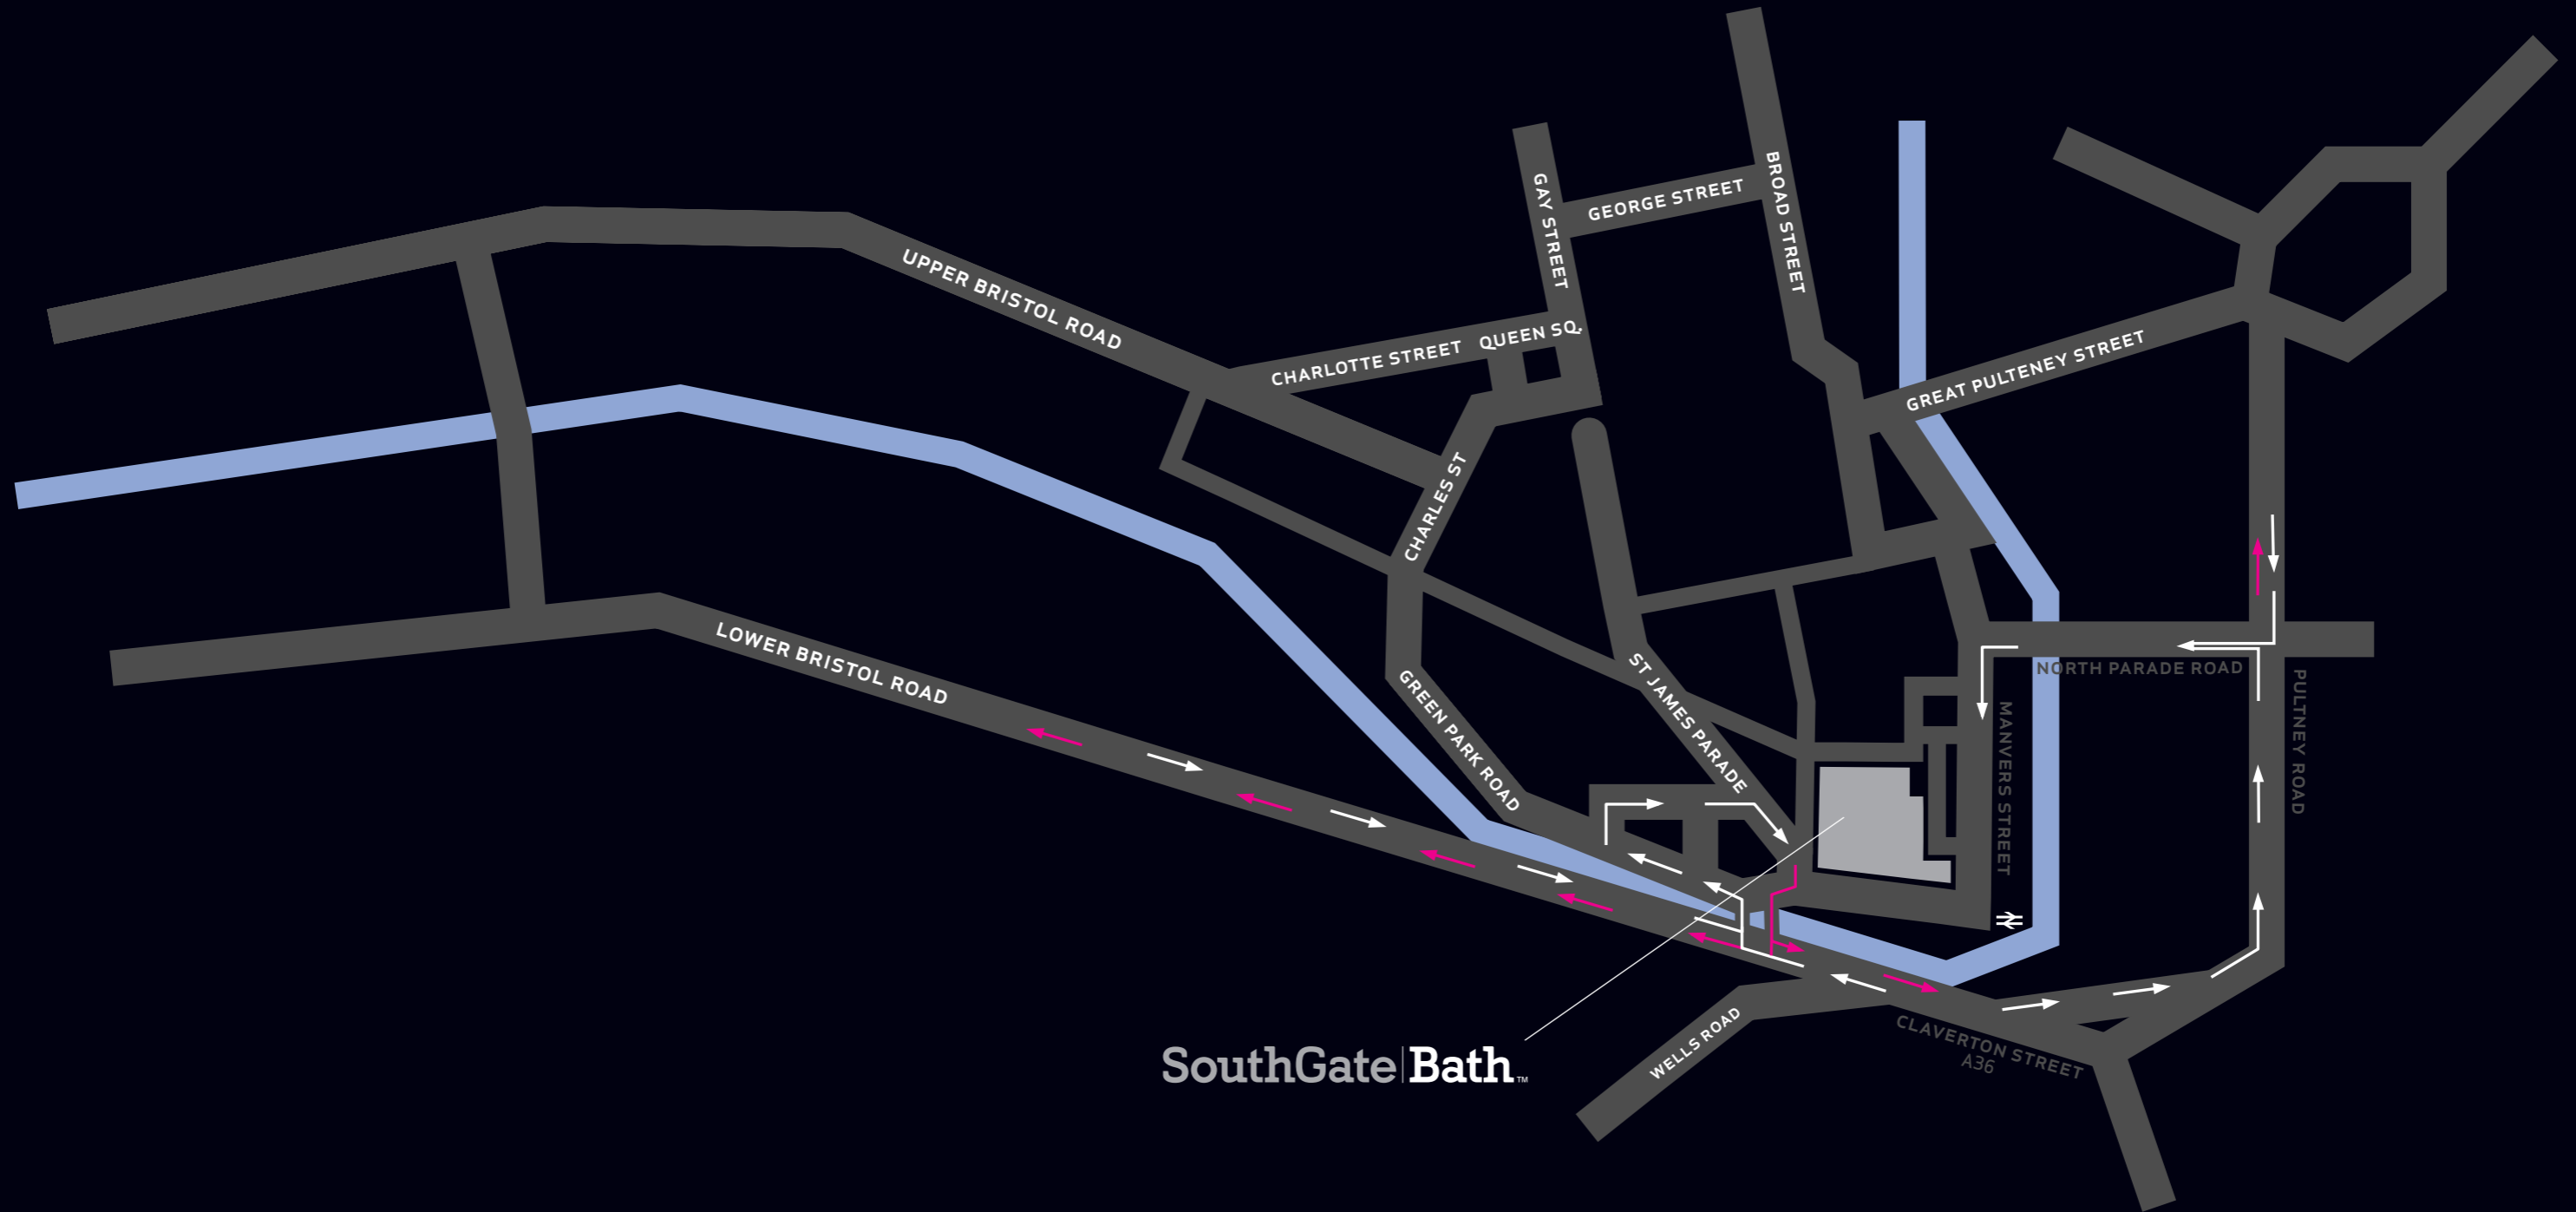 GAY STREET
GEORGE STREET
BROAD STREET
UPPER BRISTOL ROAD
CHARLOTTE STREET
QUEEN SQ.
GREAT PULTENEY STREET
CHARLES ST
LOWER BRISTOL ROAD
GREEN PARK ROAD
ST JAMES PARADE
NORTH PARADE ROAD
MANVERS STREET
PULTNEY ROAD
WELLS ROAD
CLAVERTON STREET
A36
SouthGate|Bath™